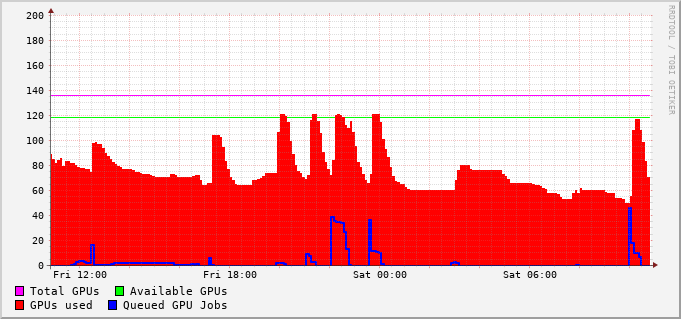 200
180
160
140
120
100
80
60
40
20
0
Fri 12:00 Fri 18:00 Sat 00:00 Sat 06:00
Total GPUs Available GPUs
GPUs used Queued GPU Jobs
RRDTOOL / TOBI OETIKER